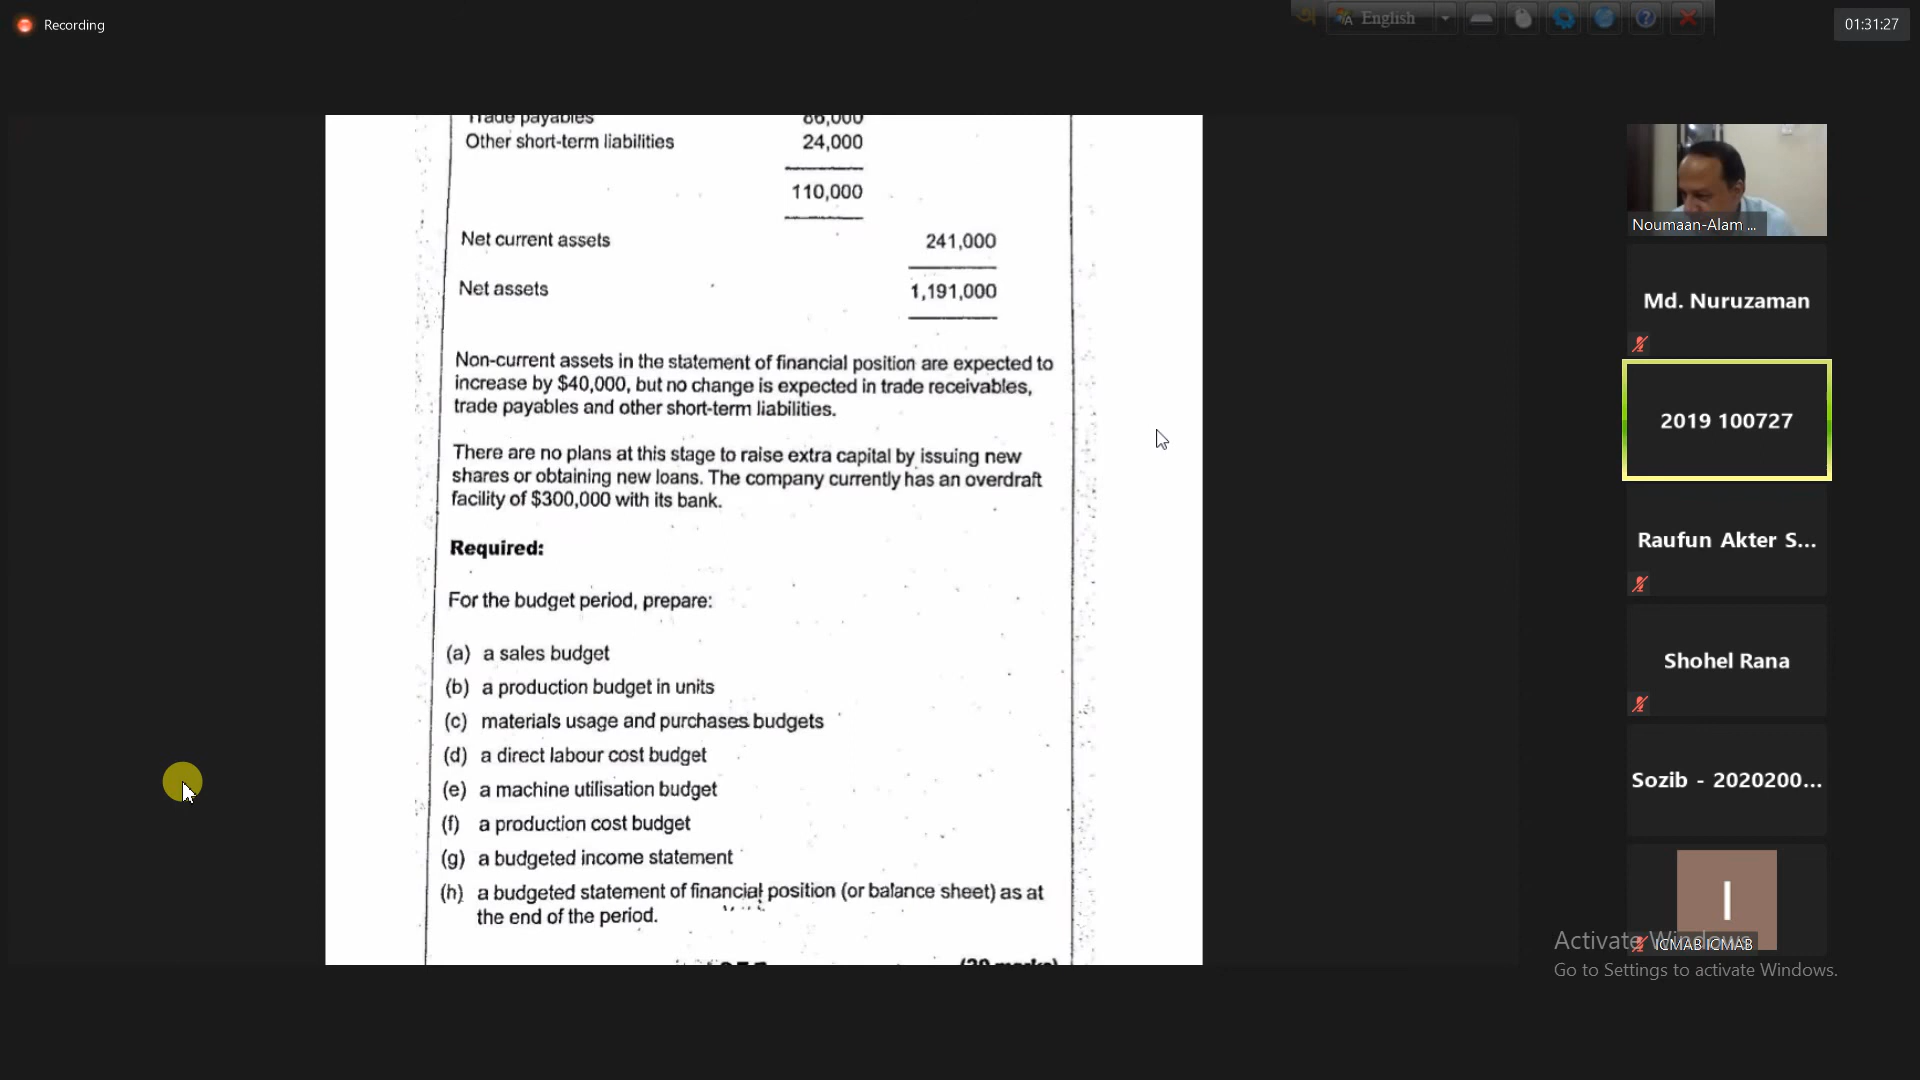 Recording
English
01:31:27
Trade payables 86,000
Other short-term liabilities 24,000
110,000
Net current assets 241,000
Net assets 1,191,000
Non-current assets in the statement of financial position are expected to
increase by $40,000, but no change is expected in trade receivables,
trade payables and other short-term liabilities.
There are no plans at this stage to raise extra capital by issuing new
shares or obtaining new loans. The company currently has an overdraft
facility of $300,000 with its bank.
Required:
For the budget period, prepare:
(a) a sales budget
(b) a production budget in units
(c) materials usage and purchases budgets
(d) a direct labour cost budget
(e) a machine utilisation budget
(f) a production cost budget
(g) a budgeted income statement
(h) a budgeted statement of financial position (or balance sheet) as at
the end of the period.
Noumaan-Alam ...
Md. Nuruzaman
2019 100727
Raufun Akter S...
Shohel Rana
Sozib - 2020200...
I
ICMAB ICMAB
Activate Windows
Go to Settings to activate Windows.